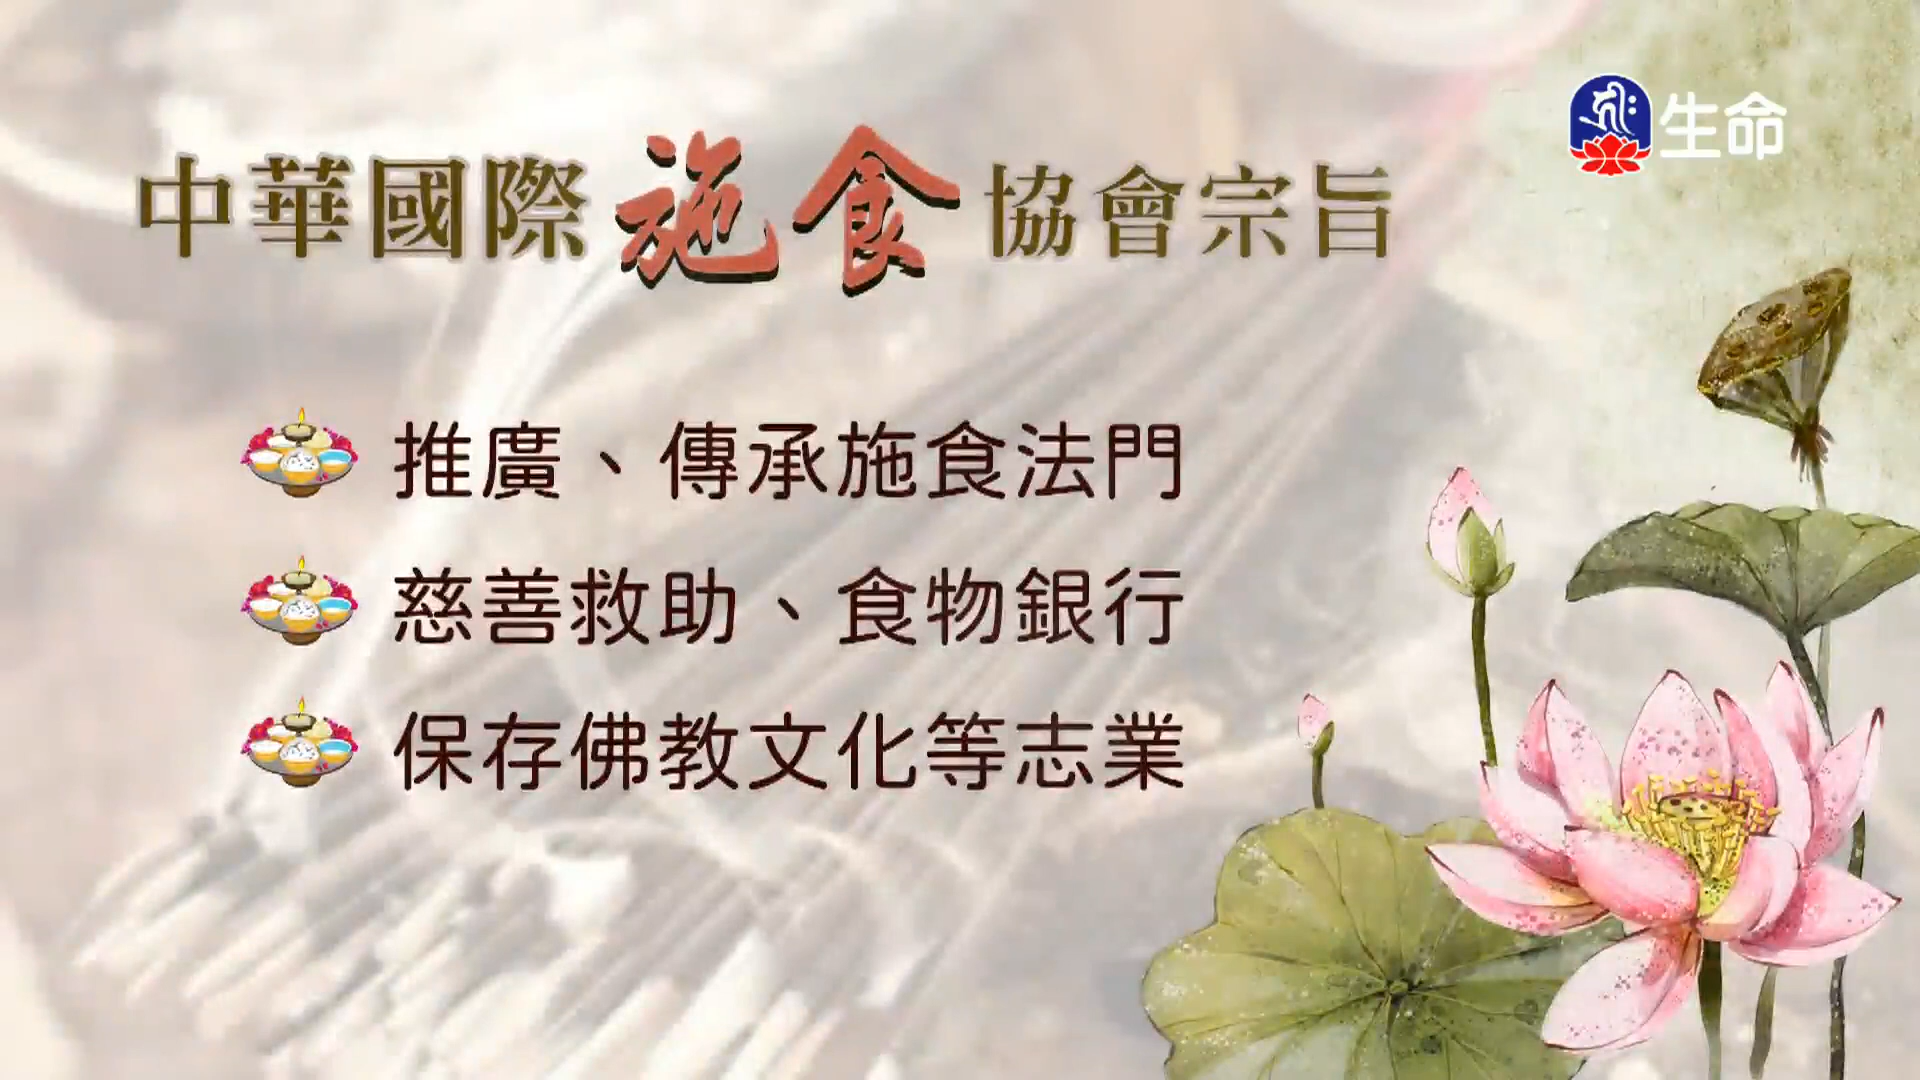 生命
中華國際施食協會宗旨
推廣、傳承施食法門
慈善救助、食物銀行
保存佛教文化等志業